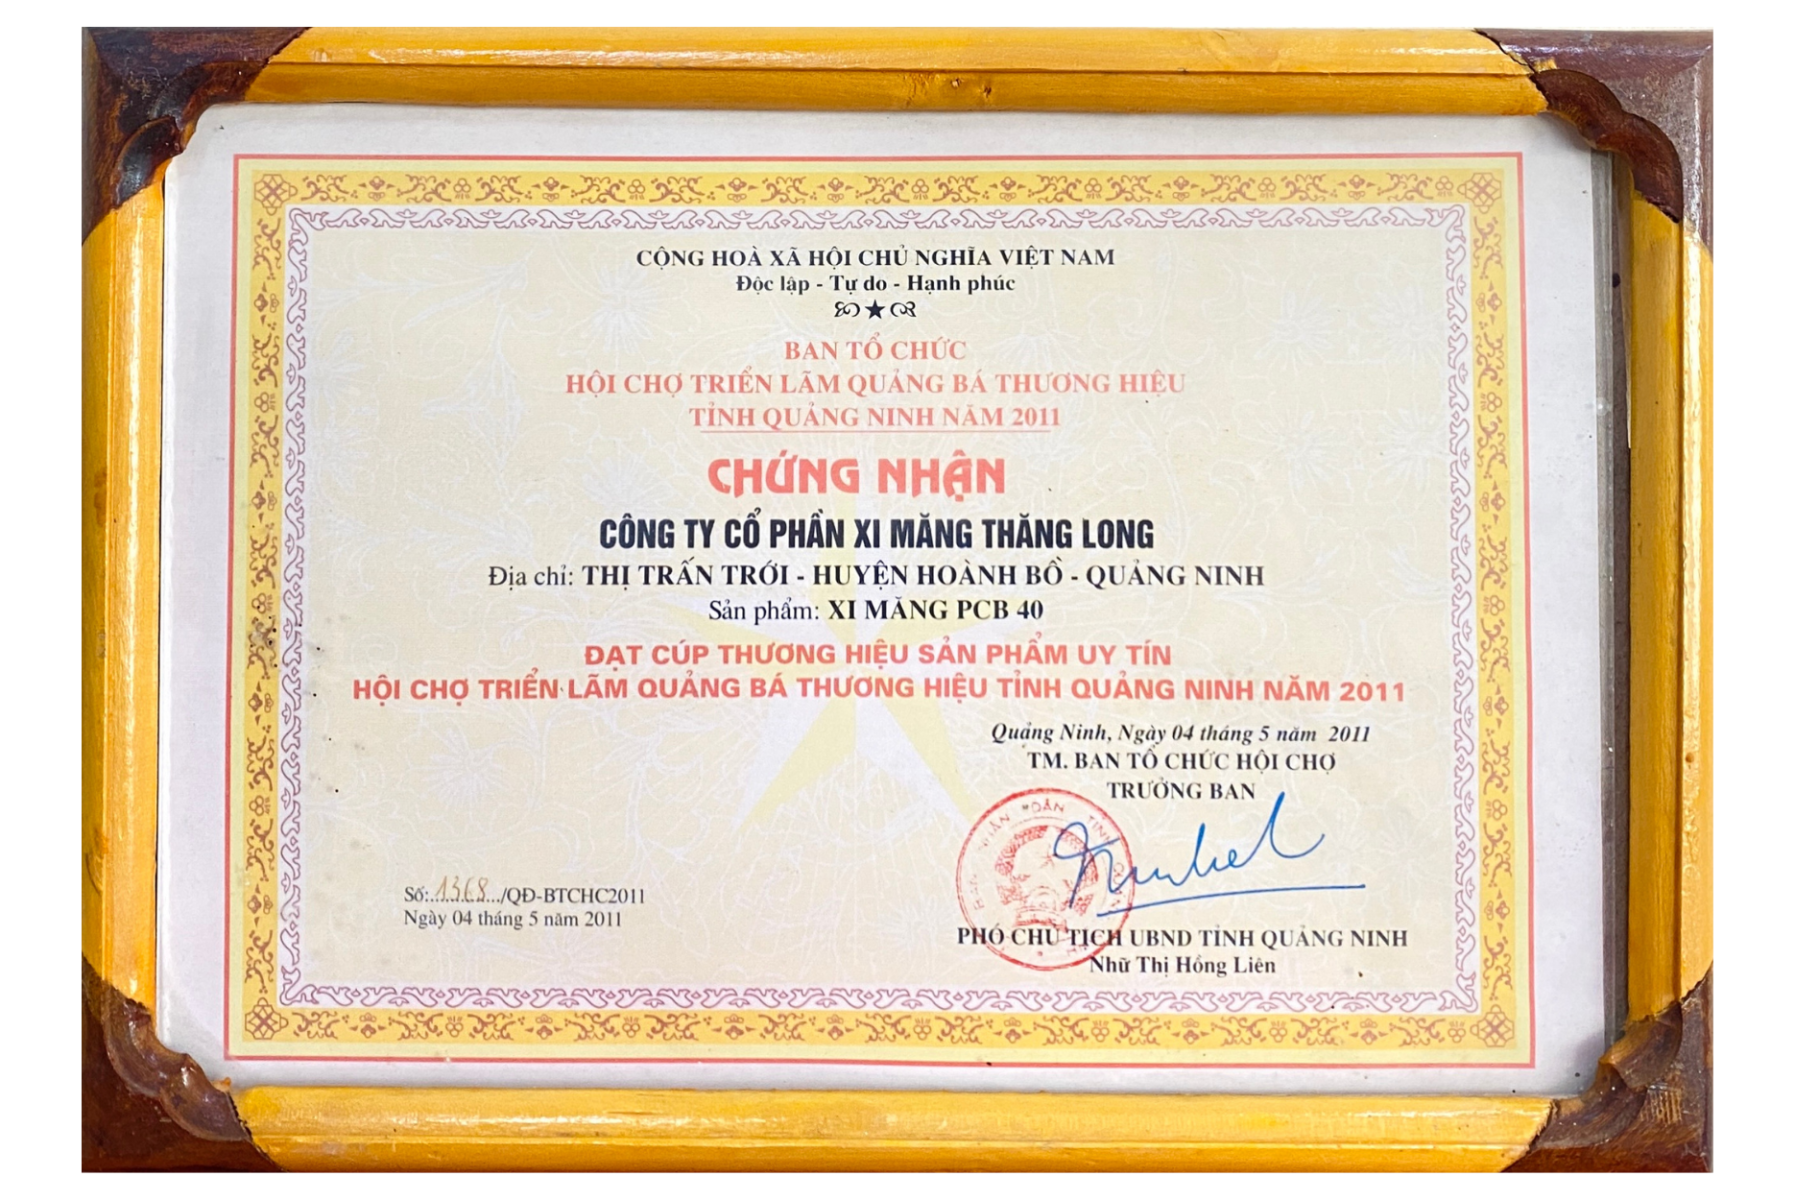 CỘNG HOÀ XÃ HỘI CHỦ NGHĨA VIỆT NAM
Độc lập - Tự do - Hạnh phúc
BAN TỔ CHỨC
HỘI CHỢ TRIỂN LÃM QUẢNG BÁ THƯƠNG HIỆU
TỈNH QUẢNG NINH NĂM 2011
CHỨNG NHẬN
CÔNG TY CỔ PHẦN XI MĂNG THĂNG LONG
Địa chỉ: THỊ TRẤN TRỚI - HUYỆN HOÀNH BỒ - QUẢNG NINH
Sản phẩm: XI MĂNG PCB 40
ĐẠT CÚP THƯƠNG HIỆU SẢN PHẨM UY TÍN
HỘI CHỢ TRIỂN LÃM QUẢNG BÁ THƯƠNG HIỆU TỈNH QUẢNG NINH NĂM 2011
Quảng Ninh, Ngày 04 tháng 5 năm 2011
TM. BAN TỔ CHỨC HỘI CHỢ
TRƯỞNG BAN
Số:..1368.../QĐ-BTCHC2011
Ngày 04 tháng 5 năm 2011
PHÓ CHỦ TỊCH UBND TỈNH QUẢNG NINH
Nhữ Thị Hồng Liên